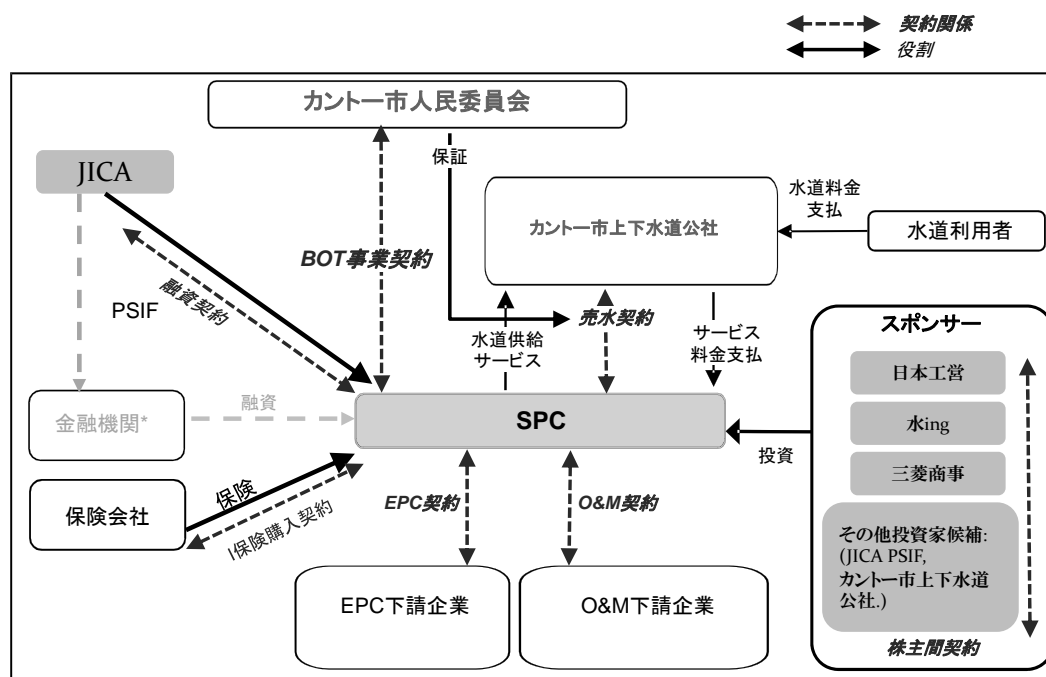 契約関係
役割
カントー市人民委員会
保証
JICA
カントー市上下水道公社
水道料金
支払
水道利用者
BOT事業契約
融資契約
PSIF
水道供給
サービス
売水契約
サービス
料金支払
スポンサー
日本工営
水ing
三菱商事
その他投資家候補:
(JICA PSIF,
カントー市上下水道
公社.)
株主間契約
金融機関*
融資
SPC
投資
保険会社
保険
I保険購入契約
EPC契約
O&M契約
EPC下請企業
O&M下請企業